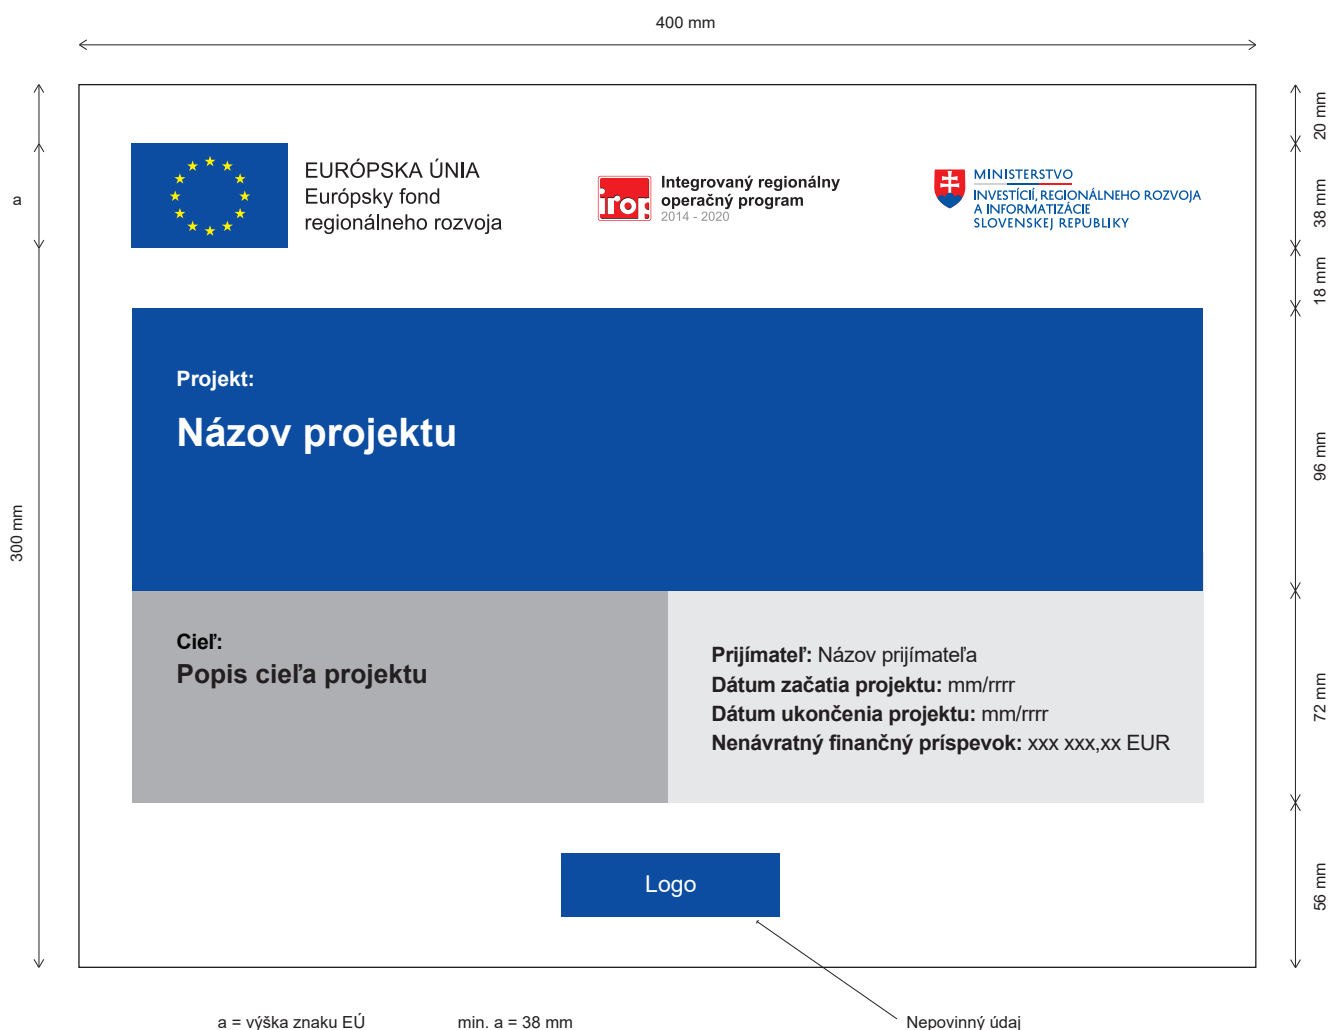 400 mm
20 mm
a
38 mm
18 mm
96 mm
300 mm
72 mm
56 mm
EURÓPSKA ÚNIA
Európsky fond
regionálneho rozvoja
irop
Integrovaný regionálny
operačný program
2014 - 2020
MINISTERSTVO
INVESTÍCIÍ, REGIONÁLNEHO ROZVOJA
A INFORMATIZÁCIE
SLOVENSKEJ REPUBLIKY
Projekt:
Názov projektu
Cieľ:
Popis cieľa projektu
Prijímateľ: Názov prijímateľa
Dátum začatia projektu: mm/rrrr
Dátum ukončenia projektu: mm/rrrr
Nenávratný finančný príspevok: xxx xxx,xx EUR
Logo
a = výška znaku EÚ
min. a = 38 mm
Nepovinný údaj